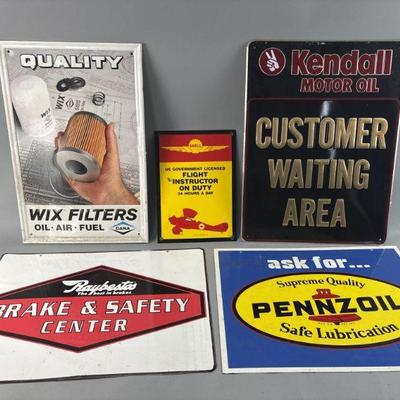 QUALITY
WIX
WIX FILTERS
OIL · AIR · FUEL
DANA
SHELL
US GOVERNMENT LICENSED
FLIGHT
INSTRUCTOR
ON DUTY
24 HOURS A DAY
Kendall
MOTOR OIL
CUSTOMER
WAITING
AREA
Raybestos
The best in brakes
BRAKE & SAFETY
CENTER
ask for...
Supreme Quality
PENNZOIL
Safe Lubrication